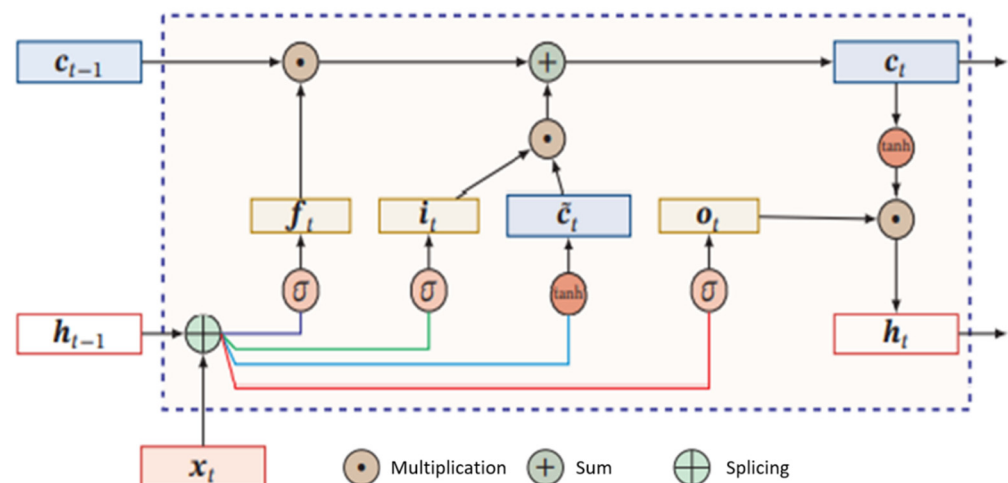 c_{t-1}
c_t
tanh
f_t
i_t
c̃_t
o_t
σ
σ
tanh
σ
h_{t-1}
h_t
x_t
Multiplication
Sum
Splicing